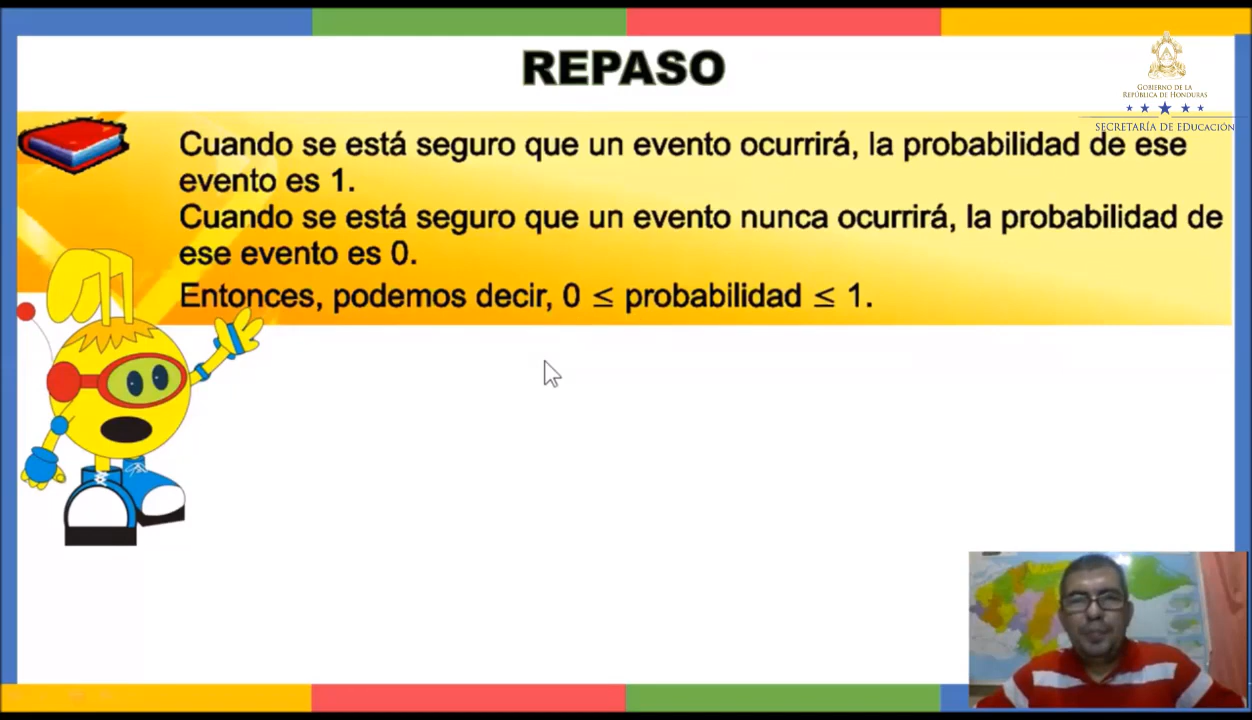 REPASO
GOBIERNO DE LA
REPÚBLICA DE HONDURAS
SECRETARÍA DE EDUCACIÓN
Cuando se está seguro que un evento ocurrirá, la probabilidad de ese
evento es 1.
Cuando se está seguro que un evento nunca ocurrirá, la probabilidad de
ese evento es 0.
Entonces, podemos decir, 0 ≤ probabilidad ≤ 1.